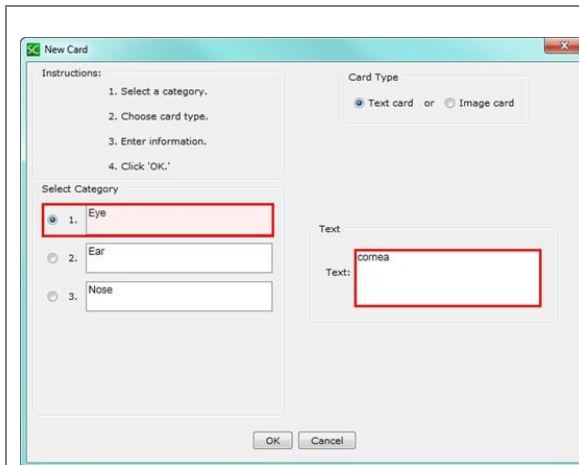 SC New Card
Instructions:
1. Select a category.
2. Choose card type.
3. Enter information.
4. Click 'OK.'
Card Type
Text card or Image card
Select Category
1. Eye
2. Ear
3. Nose
Text
Text: cornea
OK Cancel